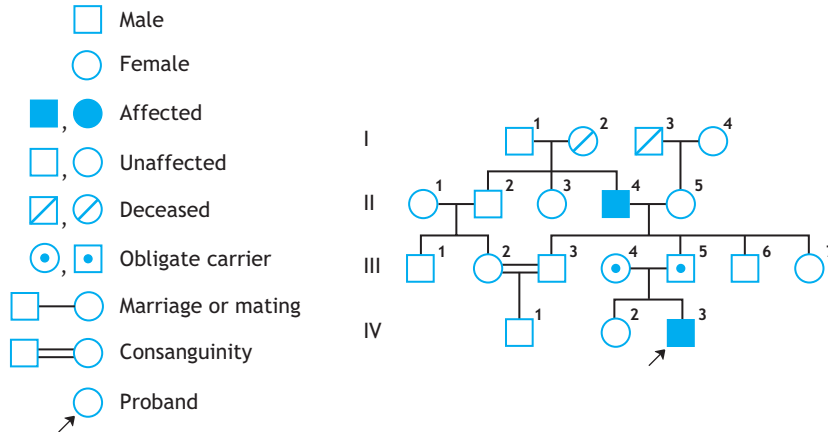 Male
Female
, Affected
, Unaffected
, Deceased
, Obligate carrier
Marriage or mating
Consanguinity
Proband
I 1 2 3 4
II 1 2 3 4 5
III 1 2 3 4 5 6 7
IV 1 2 3